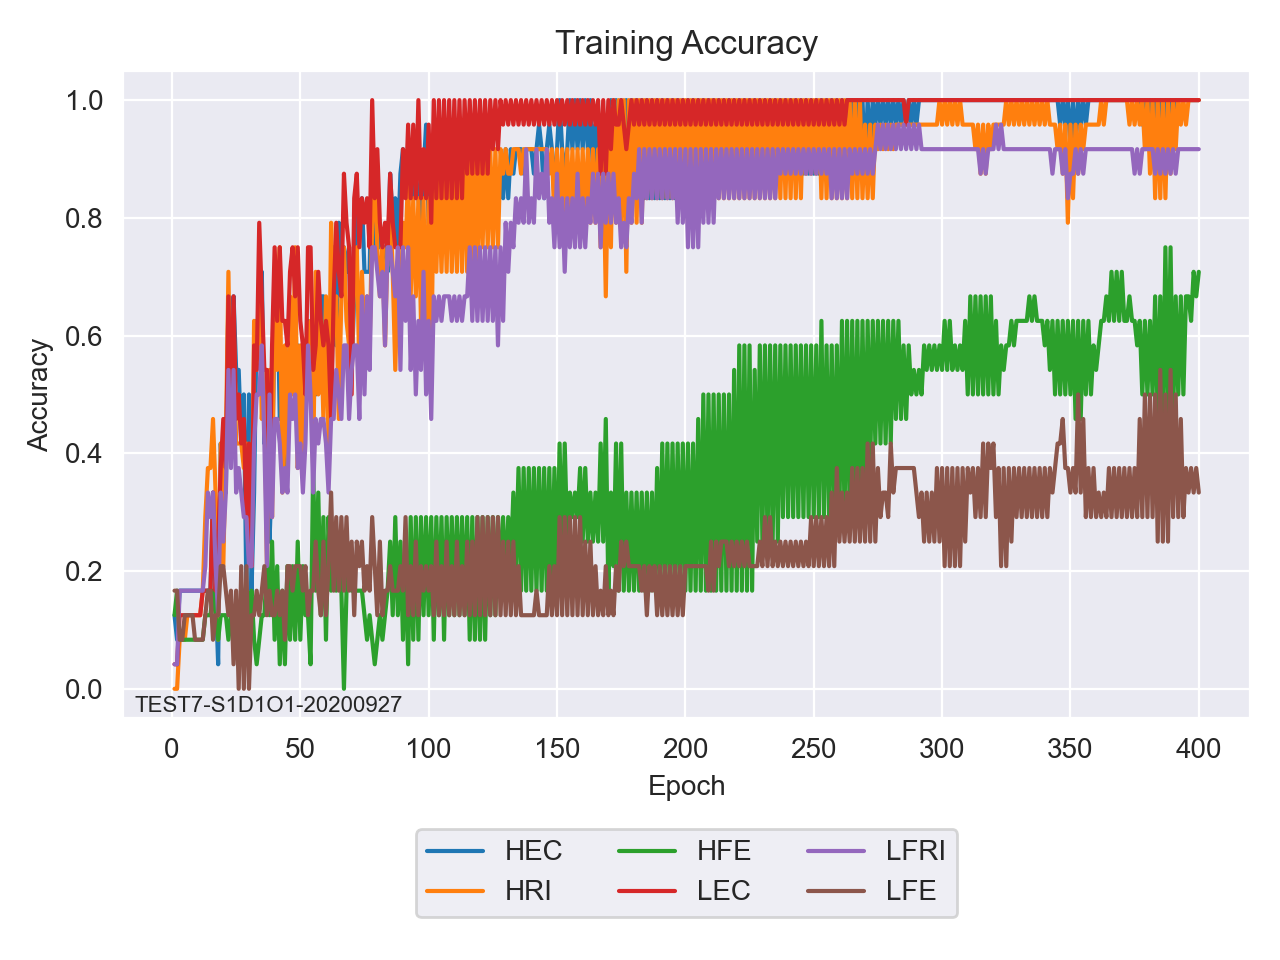 Training Accuracy
1.0
0.8
0.6
0.4
0.2
0.0
Accuracy
TEST7-S1D1O1-20200927
0 50 100 150 200 250 300 350 400
Epoch
HEC HFE LFRI
HRI LEC LFE